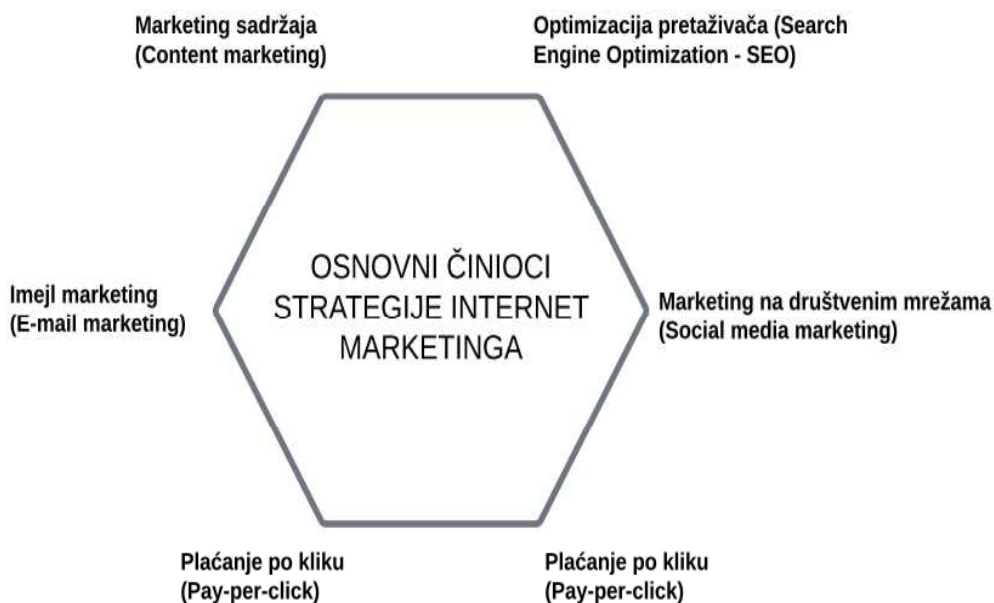 Marketing sadržaja
(Content marketing)
Optimizacija pretaživača (Search
Engine Optimization - SEO)
OSNOVNI ČINIOCI
STRATEGIJE INTERNET
MARKETINGA
Imejl marketing
(E-mail marketing)
Marketing na društvenim mrežama
(Social media marketing)
Plaćanje po kliku
(Pay-per-click)
Plaćanje po kliku
(Pay-per-click)